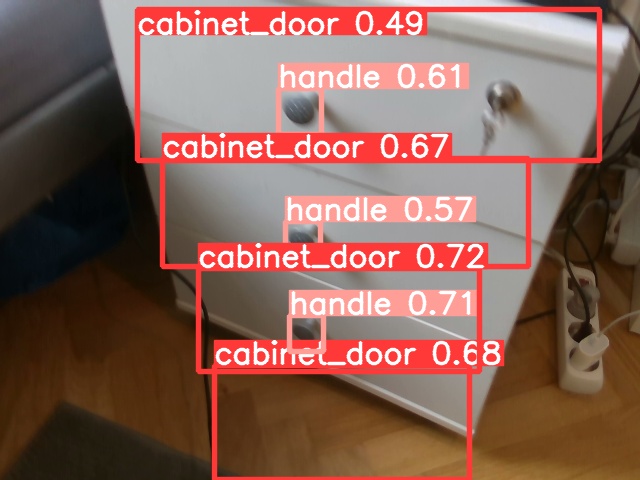 cabinet_door 0.49
handle 0.61
cabinet_door 0.67
handle 0.57
cabinet_door 0.72
handle 0.71
cabinet_door 0.68